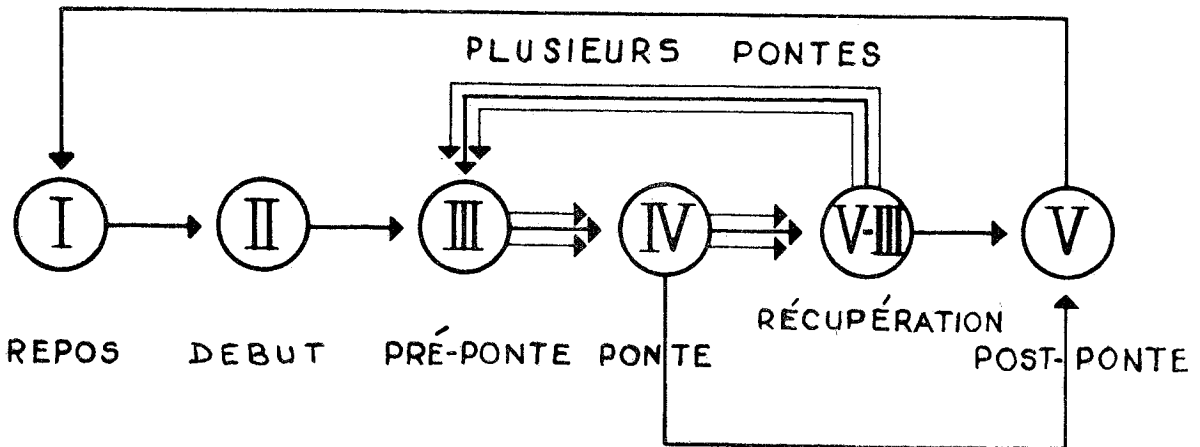 PLUSIEURS PONTES
I II III IV V-III V
RÉCUPÉRATION
REPOS DEBUT PRÉ-PONTE PONTE POST-PONTE